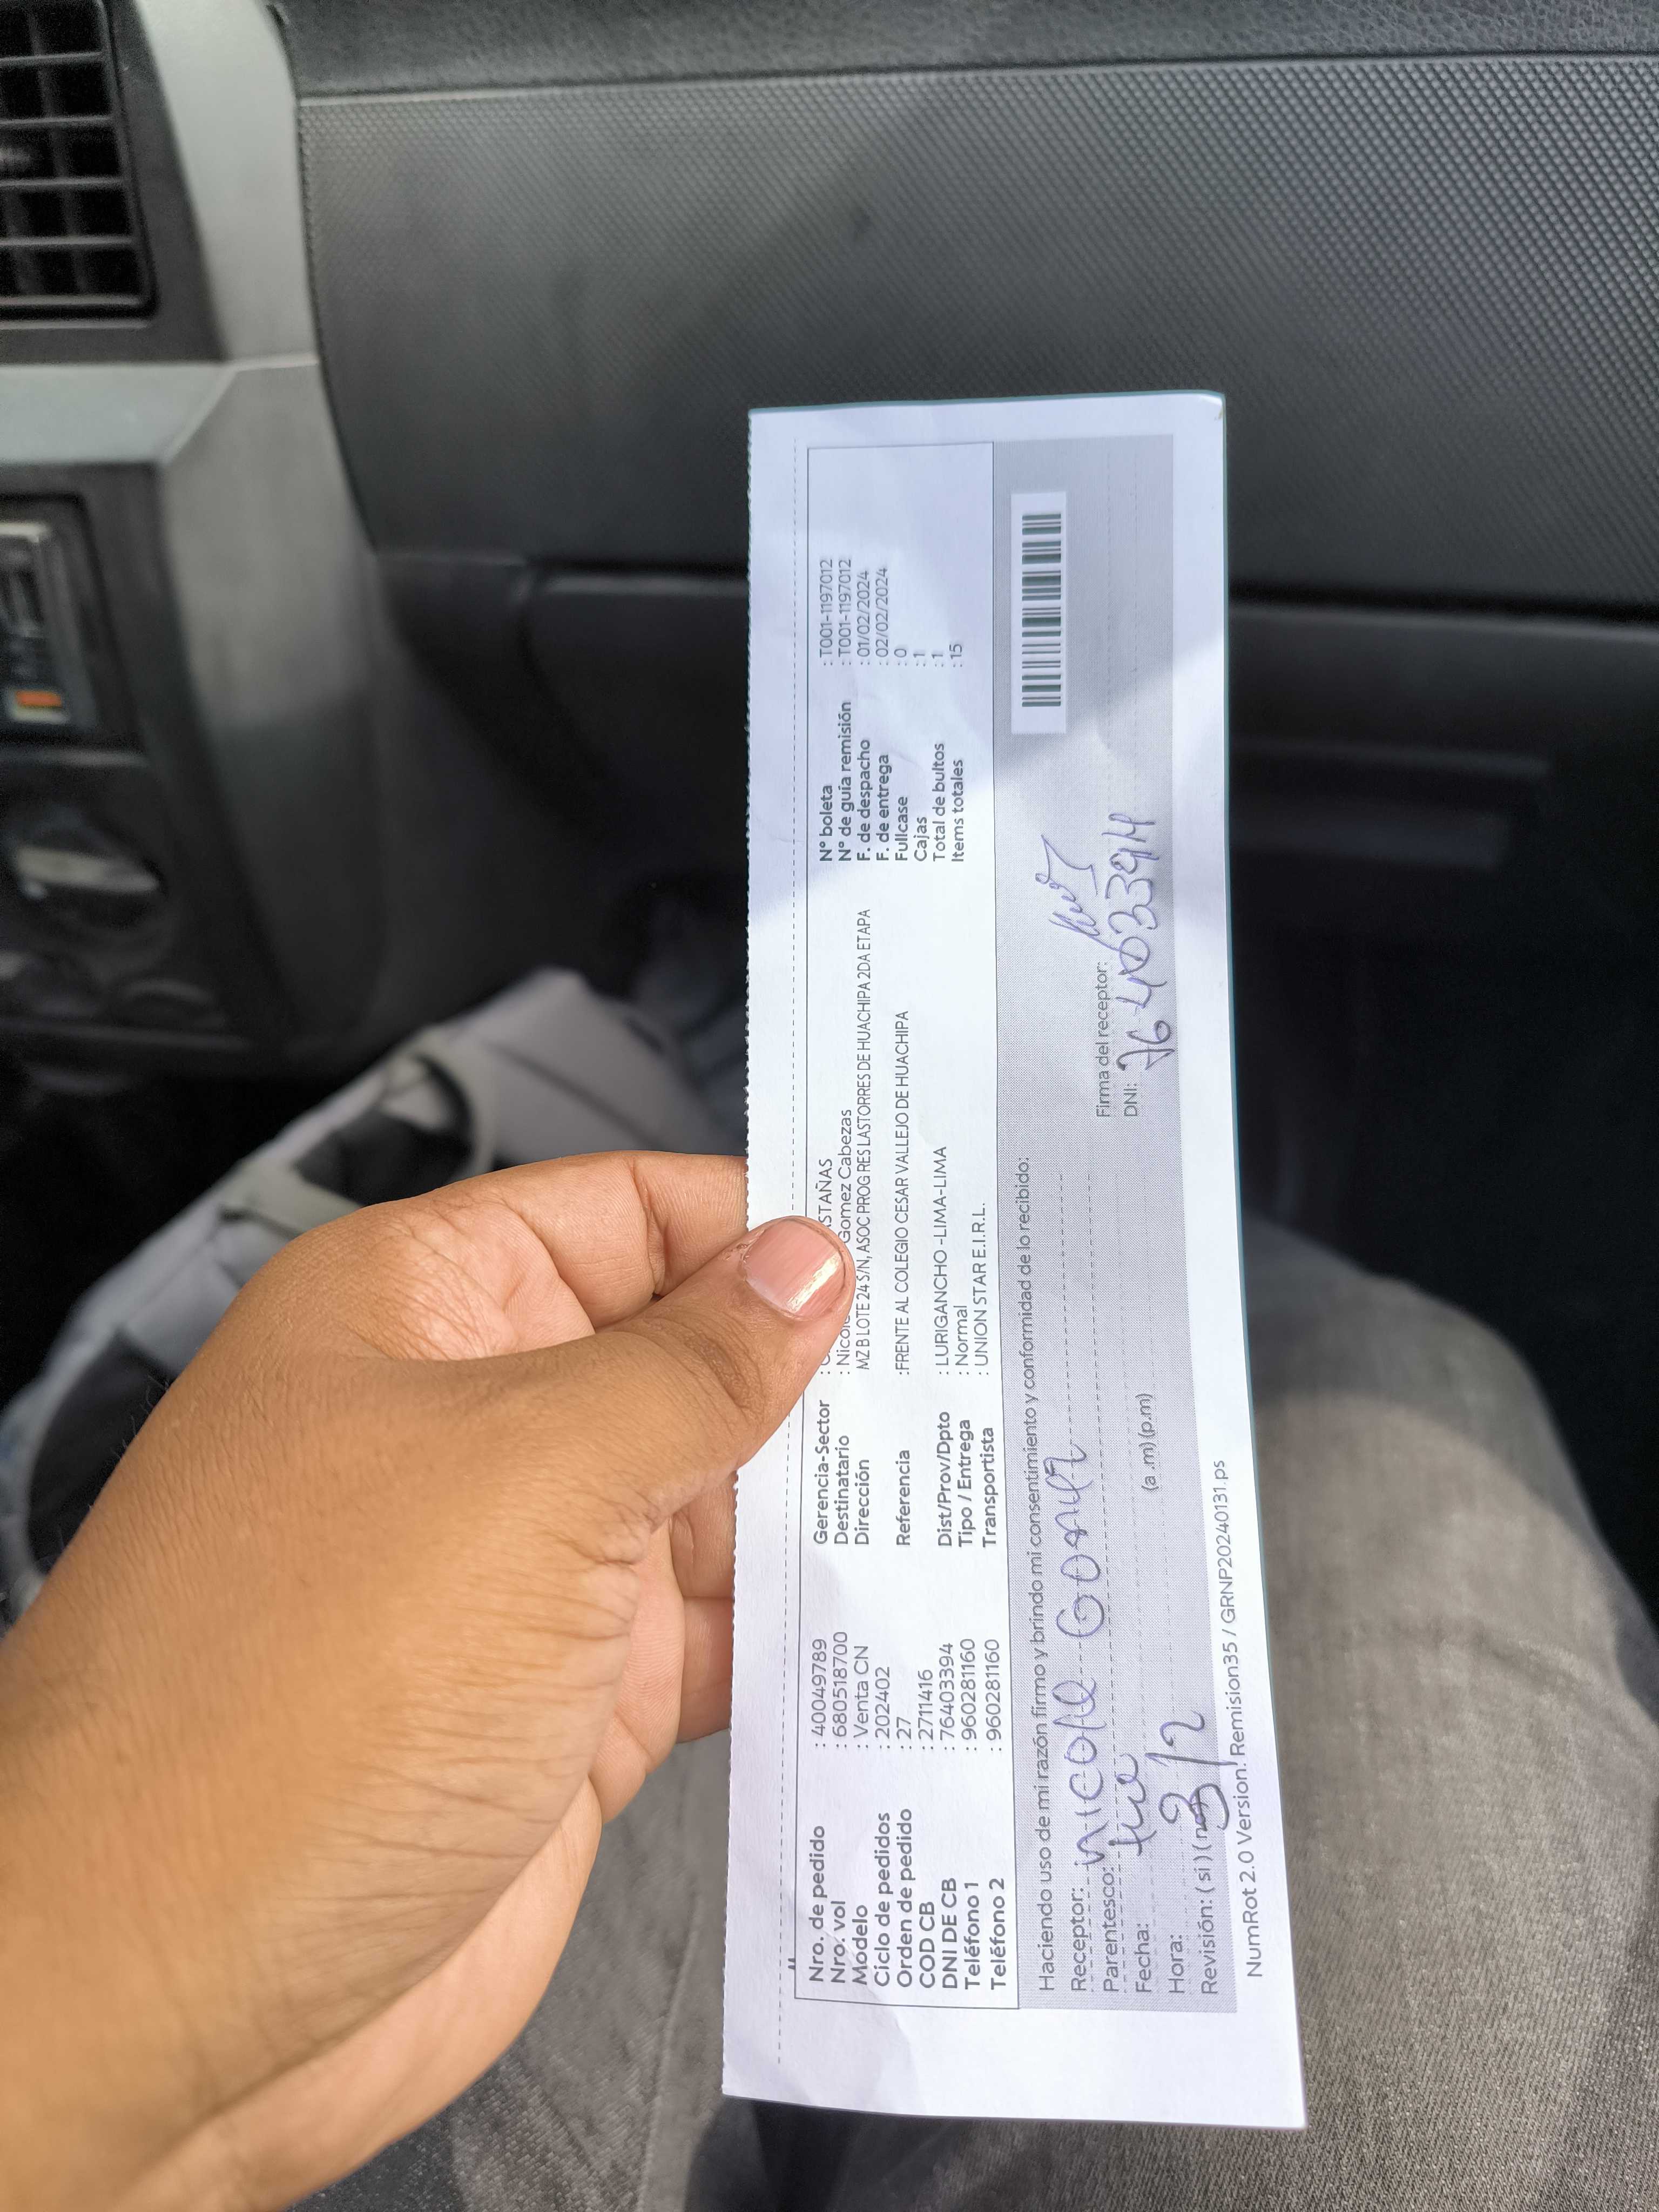 Nro. de pedido : 40049789
Nro. vol : 680518700
Modelo : Venta CN
Ciclo de pedidos : 202402
Orden de pedido : 27
COD CB : 2711416
DNI DE CB : 76403394
Teléfono 1 : 960281160
Teléfono 2 : 960281160
Gerencia-Sector : STAÑAS
Destinatario : Gomez Cabezas
Dirección MZ B LOTE 24 S/N, ASOC PROG RES LAS TORRES DE HUACHIPA 2DA ETAPA
Referencia : FRENTE AL COLEGIO CESAR VALLEJO DE HUACHIPA
Dist/Prov/Dpto : LURIGANCHO -LIMA-LIMA
Tipo / Entrega : Normal
Transportista : UNION STAR E.I.R.L.
N° boleta : T001-1197012
N° de guía remisión : T001-1197012
F. de despacho : 01/02/2024
F. de entrega : 02/02/2024
Fullcase : 0
Cajas : 1
Total de bultos : 1
Items totales : 15
Haciendo uso de mi razón firmo y brindo mi consentimiento y conformidad de lo recibido:
Receptor: nicole Gomez
Parentesco:
Fecha: 3/2
Hora: (a .m) (p.m)
Revisión: ( si ) ( no )
Firma del receptor:
DNI: 76403394
NumRot 2.0 Version: Remision35 / GRNP20240131.ps